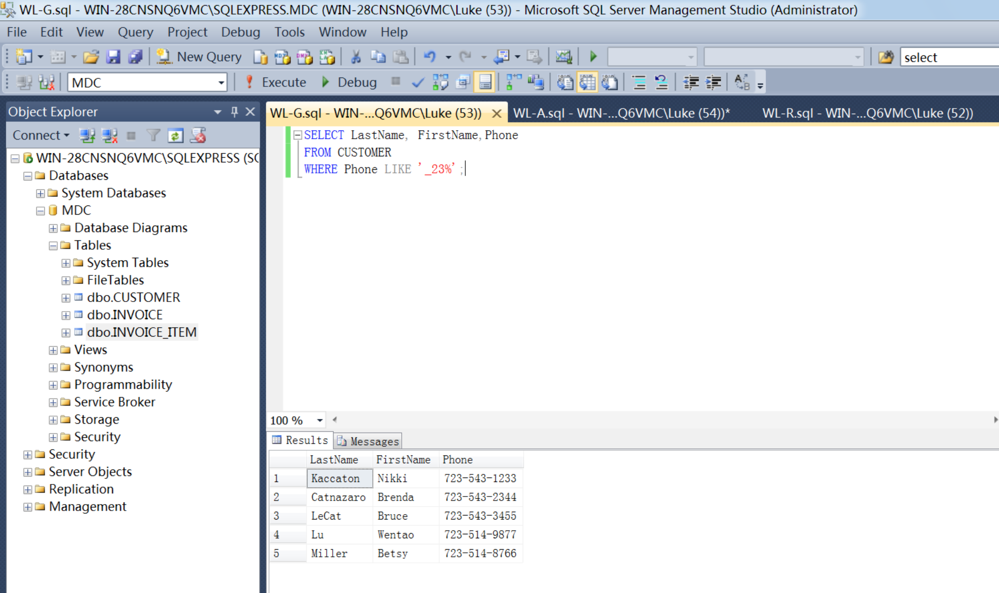 WL-G.sql - WIN-28CNSNQ6VMC\SQLEXPRESS.MDC (WIN-28CNSNQ6VMC\Luke (53)) - Microsoft SQL Server Management Studio (Administrator)
File Edit View Query Project Debug Tools Window Help
New Query select
MDC Execute Debug
Object Explorer
Connect
WIN-28CNSNQ6VMC\SQLEXPRESS (SQ
Databases
System Databases
MDC
Database Diagrams
Tables
System Tables
FileTables
dbo.CUSTOMER
dbo.INVOICE
dbo.INVOICE_ITEM
Views
Synonyms
Programmability
Service Broker
Storage
Security
Security
Server Objects
Replication
Management
WL-G.sql - WIN-...Q6VMC\Luke (53)) WL-A.sql - WIN-...Q6VMC\Luke (54))* WL-R.sql - WIN-...Q6VMC\Luke (52))
SELECT LastName, FirstName,Phone
FROM CUSTOMER
WHERE Phone LIKE '_23%';
100 %
Results Messages
LastName FirstName Phone
1 Kaccaton Nikki 723-543-1233
2 Catnazaro Brenda 723-543-2344
3 LeCat Bruce 723-543-3455
4 Lu Wentao 723-514-9877
5 Miller Betsy 723-514-8766